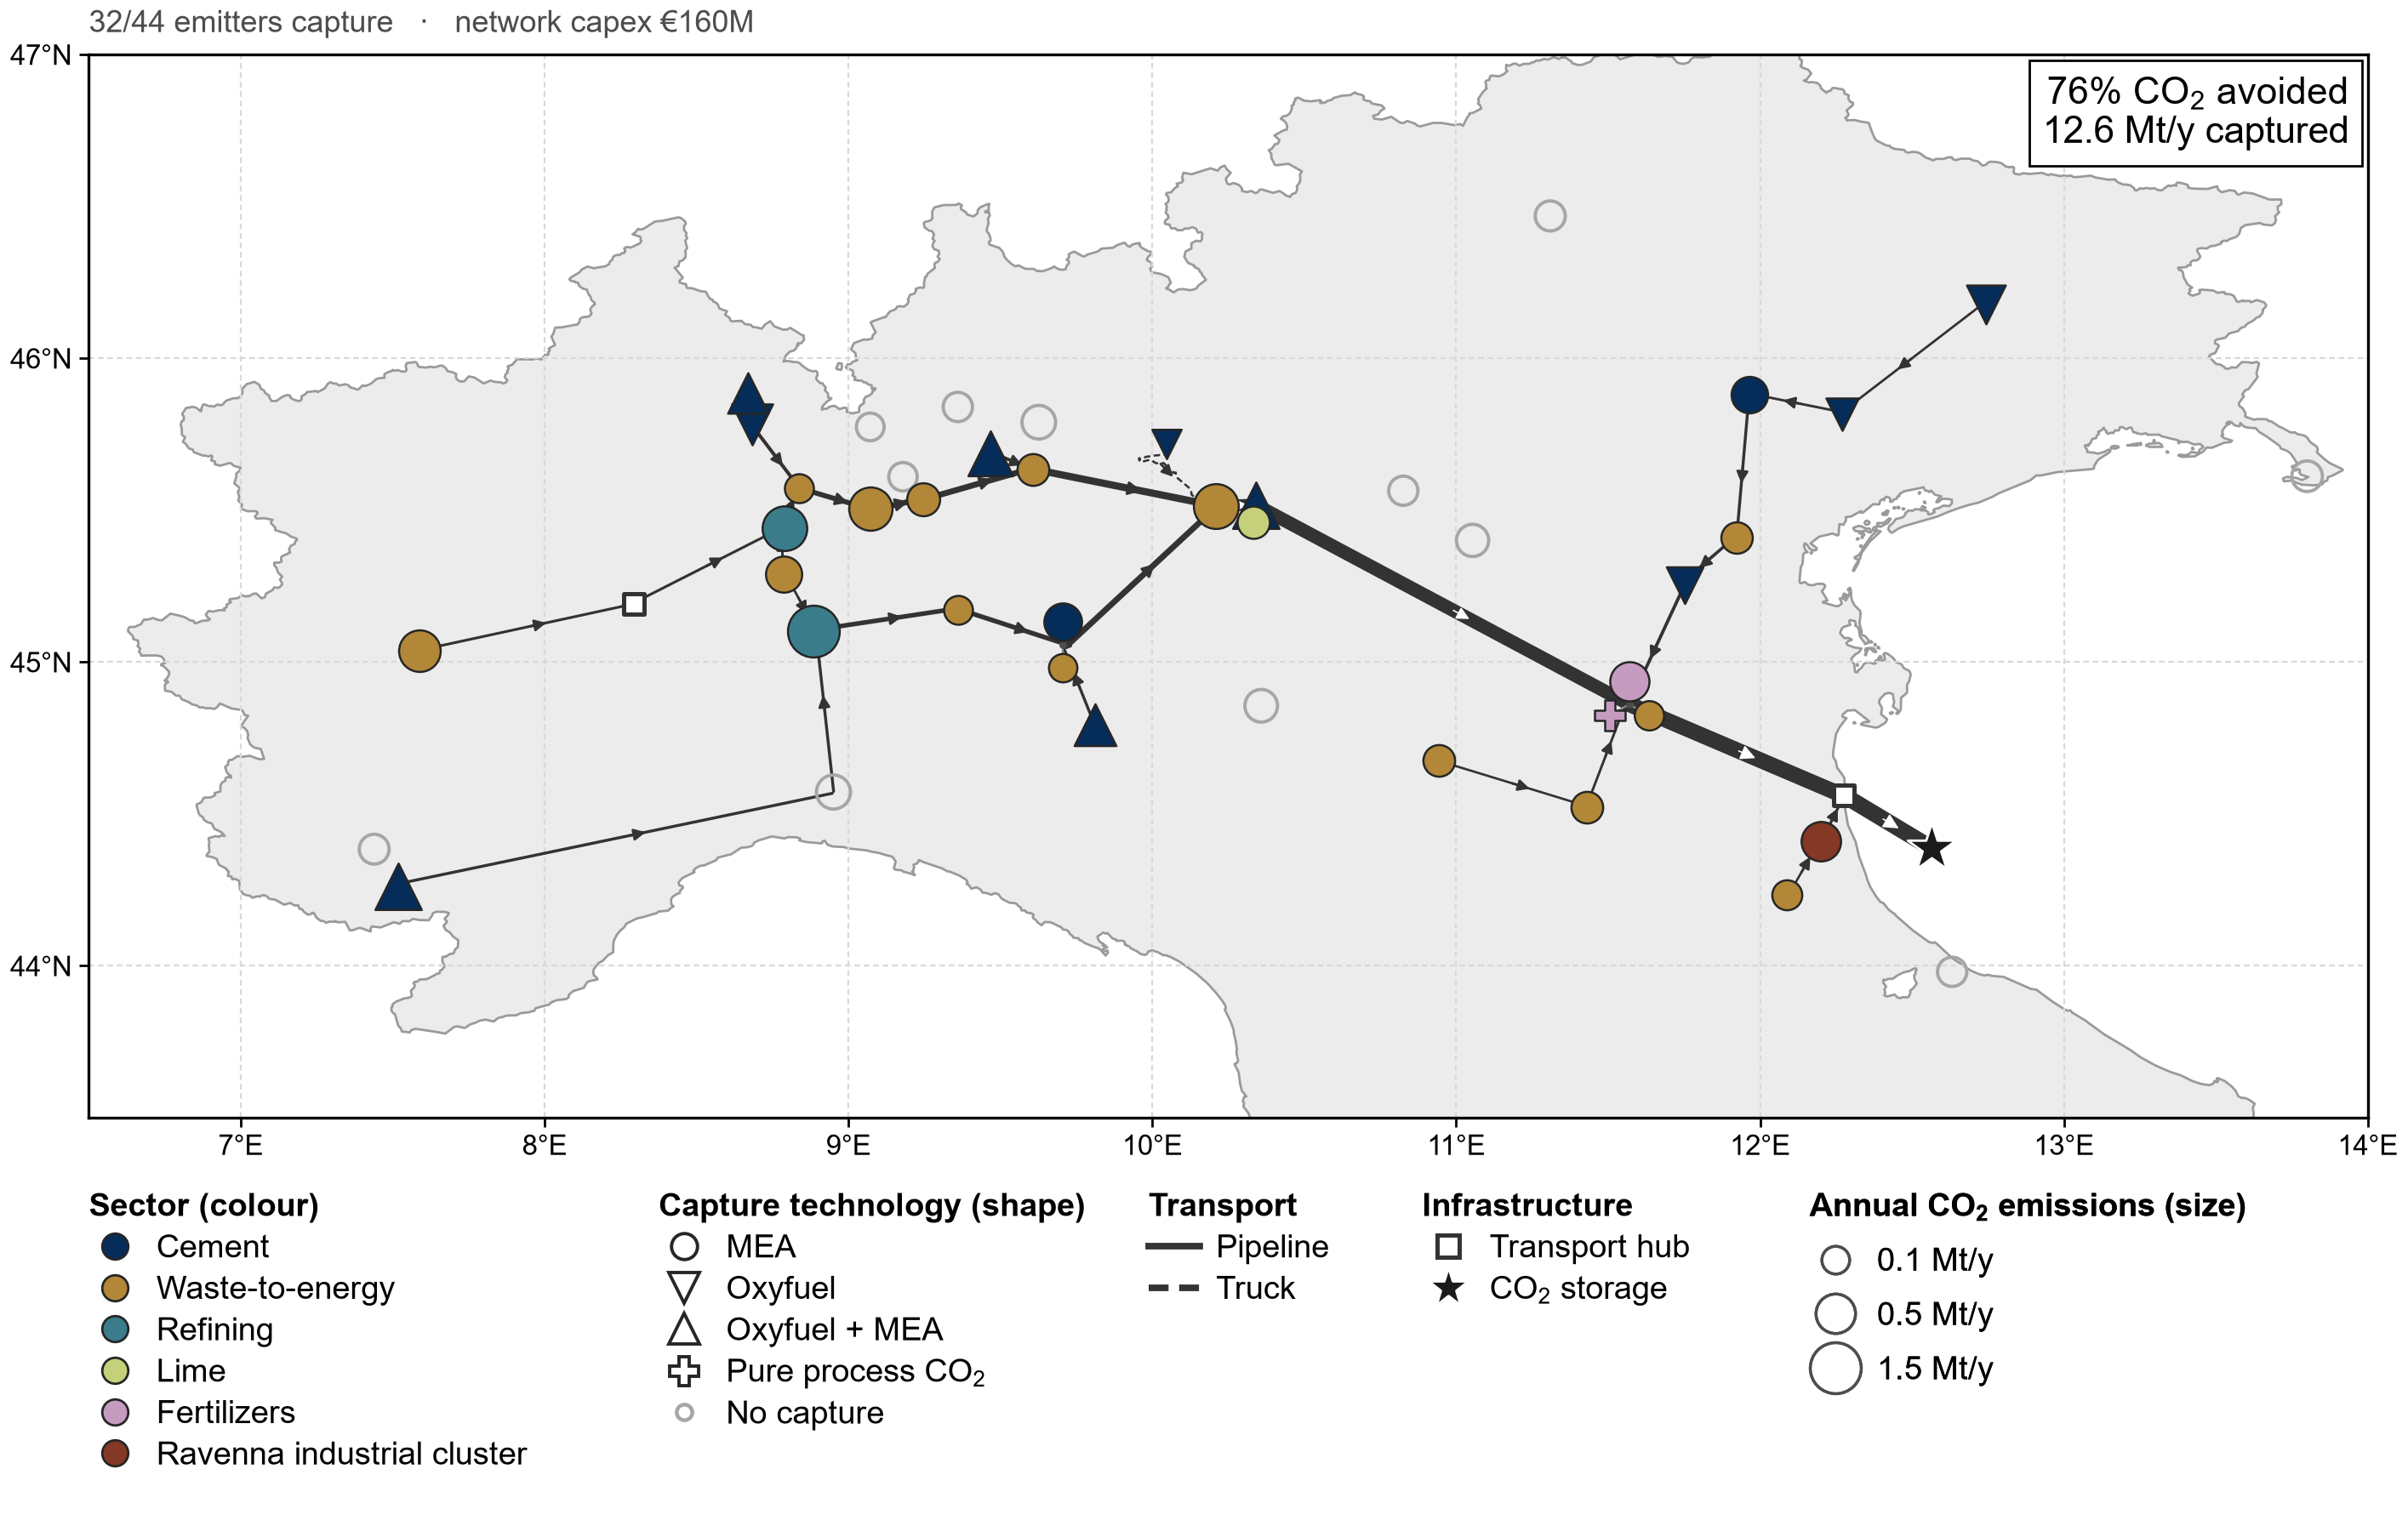 32/44 emitters capture · network capex €160M
47°N
76% CO₂ avoided
12.6 Mt/y captured
46°N
45°N
44°N
7°E 8°E 9°E 10°E 11°E 12°E 13°E 14°E
Sector (colour)
Cement
Waste-to-energy
Refining
Lime
Fertilizers
Ravenna industrial cluster
Capture technology (shape)
MEA
Oxyfuel
Oxyfuel + MEA
Pure process CO₂
No capture
Transport
Pipeline
Truck
Infrastructure
Transport hub
CO₂ storage
Annual CO₂ emissions (size)
0.1 Mt/y
0.5 Mt/y
1.5 Mt/y